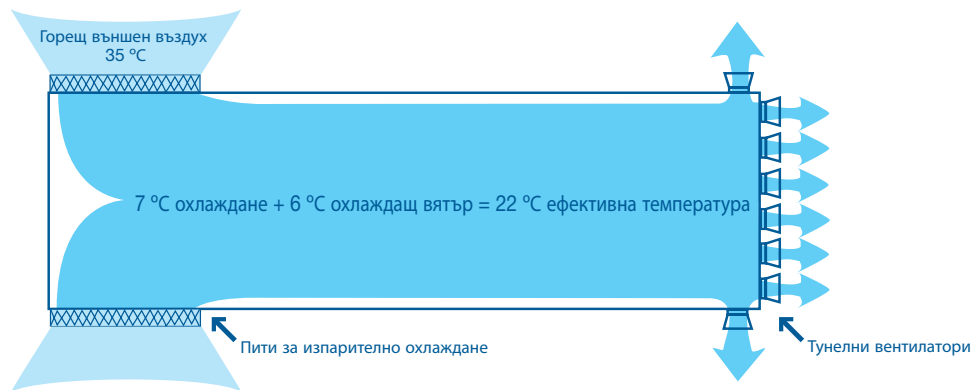 Горещ външен въздух
35 ºC
7 ºC охлаждане + 6 ºC охлаждащ вятър = 22 ºC ефективна температура
Пити за изпарително охлаждане
Тунелни вентилатори